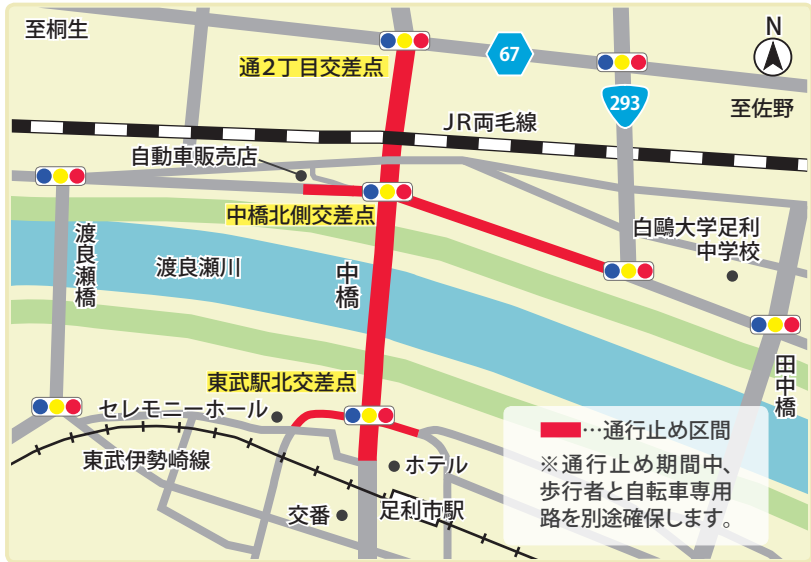 至桐生
通2丁目交差点
67
N
293
至佐野
JR両毛線
自動車販売店
中橋北側交差点
白鷗大学足利
中学校
渡良瀬橋
渡良瀬川
中橋
田中橋
東武駅北交差点
セレモニーホール
東武伊勢崎線
ホテル
足利市駅
交番
…通行止め区間
※通行止め期間中、
歩行者と自転車専用
路を別途確保します。